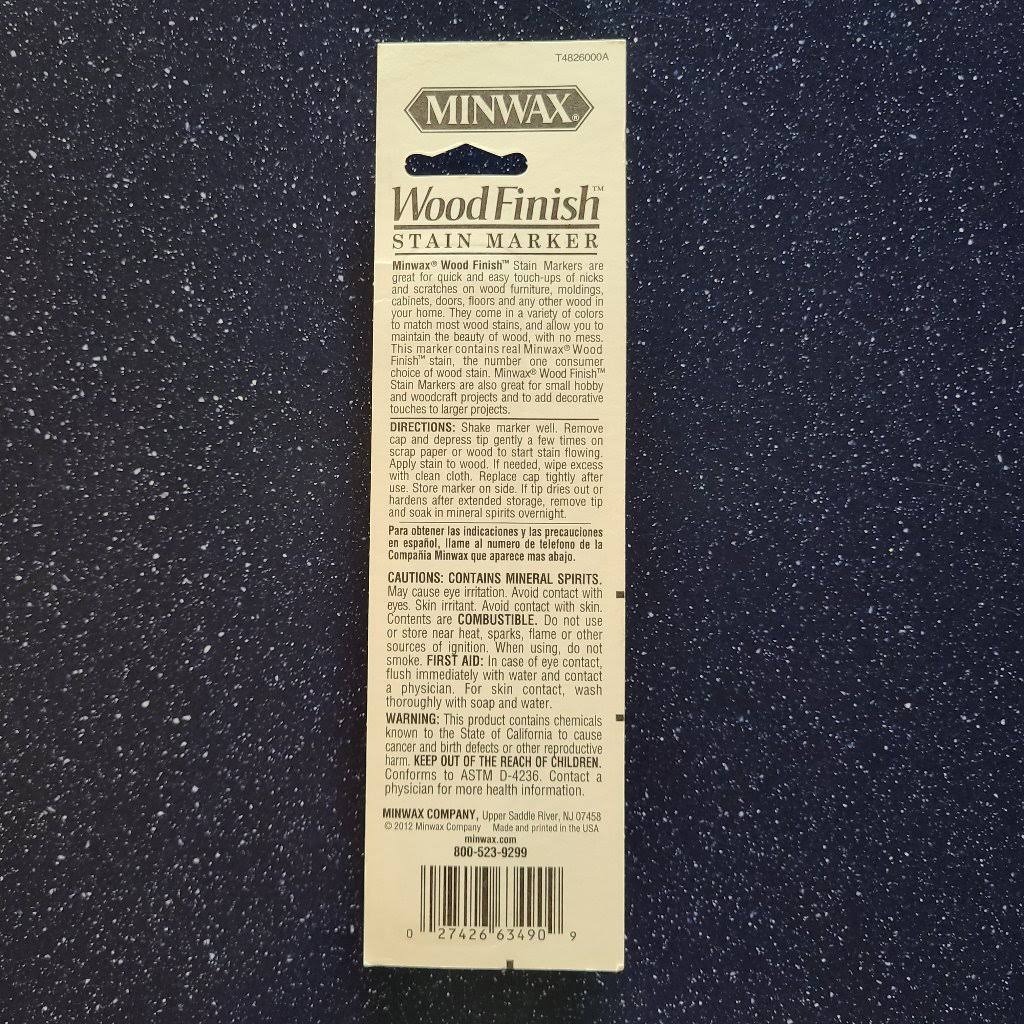 T4826000A
MINWAX®
Wood Finish™
STAIN MARKER
Minwax® Wood Finish™ Stain Markers are
great for quick and easy touch-ups of nicks
and scratches on wood furniture, moldings,
cabinets, doors, floors and any other wood in
your home. They come in a variety of colors
to match most wood stains, and allow you to
maintain the beauty of wood, with no mess.
This marker contains real Minwax® Wood
Finish™ stain, the number one consumer
choice of wood stain. Minwax® Wood Finish™
Stain Markers are also great for small hobby
and woodcraft projects and to add decorative
touches to larger projects.
DIRECTIONS: Shake marker well. Remove
cap and depress tip gently a few times on
scrap paper or wood to start stain flowing.
Apply stain to wood. If needed, wipe excess
with clean cloth. Replace cap tightly after
use. Store marker on side. If tip dries out or
hardens after extended storage, remove tip
and soak in mineral spirits overnight.
Para obtener las indicaciones y las precauciones
en español, llame al numero de telefono de la
Compañia Minwax que aparece mas abajo.
CAUTIONS: CONTAINS MINERAL SPIRITS.
May cause eye irritation. Avoid contact with
eyes. Skin irritant. Avoid contact with skin.
Contents are COMBUSTIBLE. Do not use
or store near heat, sparks, flame or other
sources of ignition. When using, do not
smoke. FIRST AID: In case of eye contact,
flush immediately with water and contact
a physician. For skin contact, wash
thoroughly with soap and water.
WARNING: This product contains chemicals
known to the State of California to cause
cancer and birth defects or other reproductive
harm. KEEP OUT OF THE REACH OF CHILDREN.
Conforms to ASTM D-4236. Contact a
physician for more health information.
MINWAX COMPANY, Upper Saddle River, NJ 07458
© 2012 Minwax Company Made and printed in the USA
minwax.com
800-523-9299
0 27426 63490 9